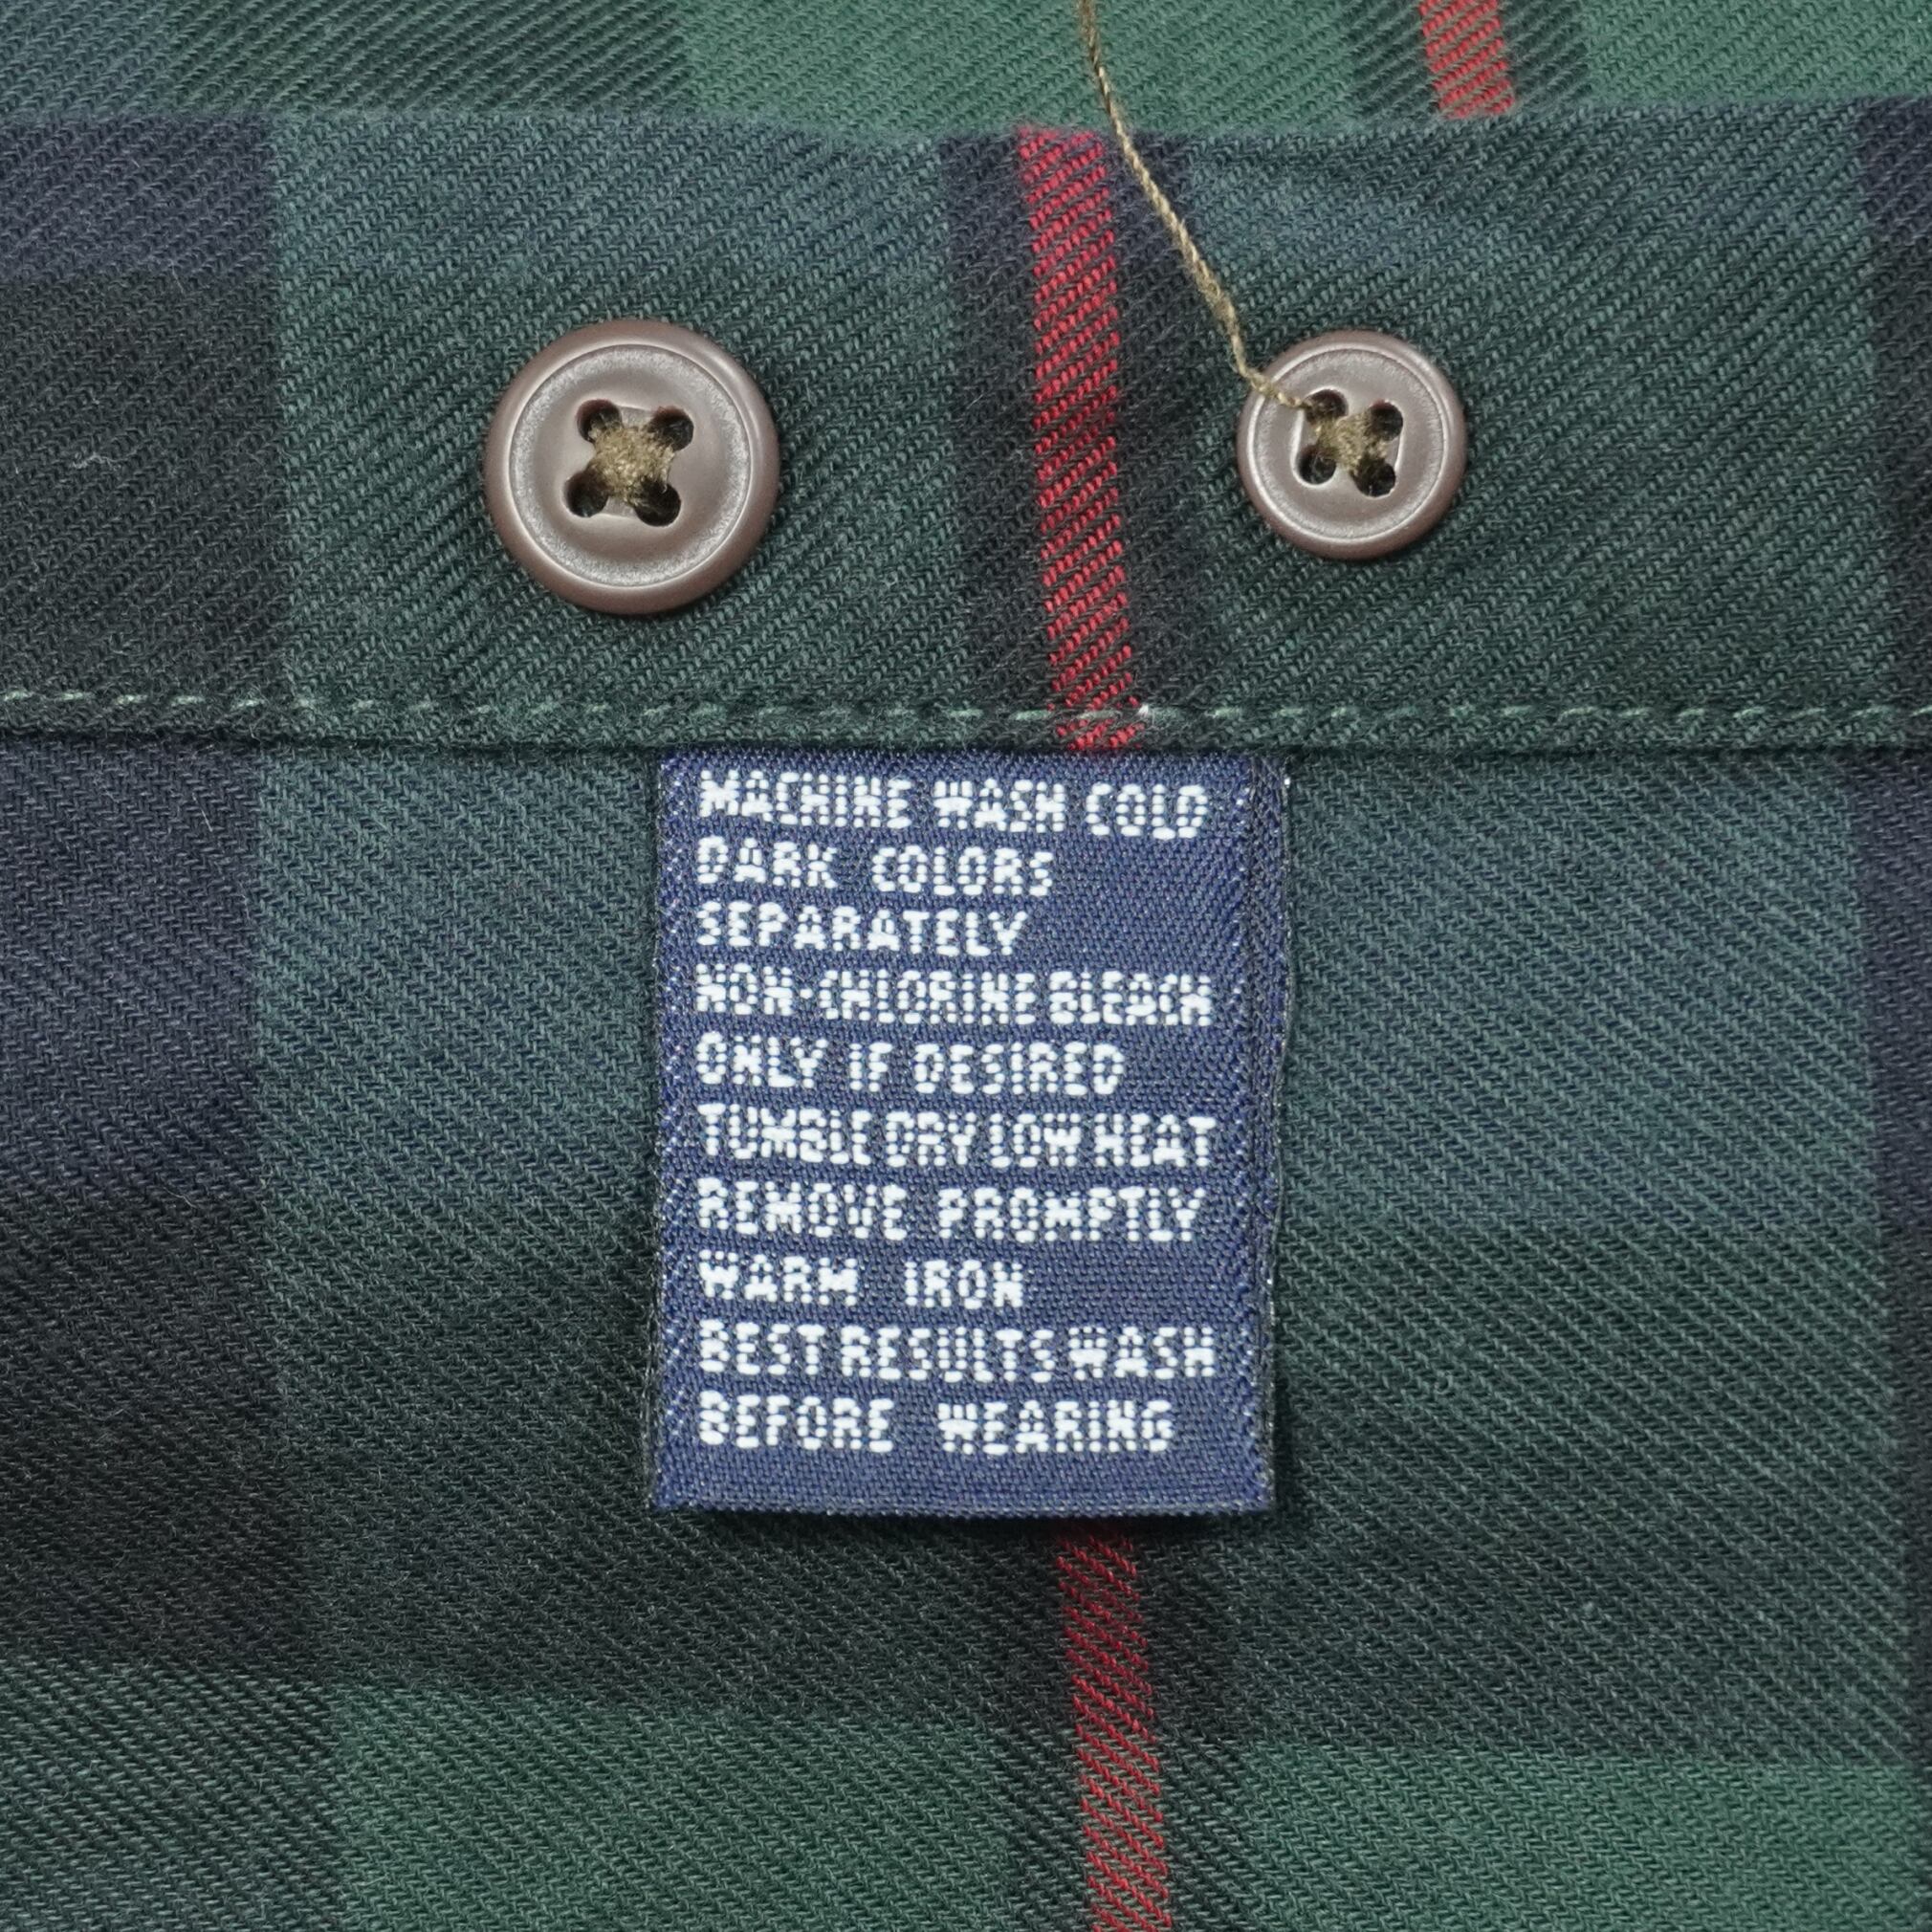 MACHINE WASH COLD
DARK COLORS
SEPARATELY
NON-CHLORINE BLEACH
ONLY IF DESIRED
TUMBLE DRY LOW HEAT
REMOVE PROMPTLY
WARM IRON
BEST RESULTS WASH
BEFORE WEARING